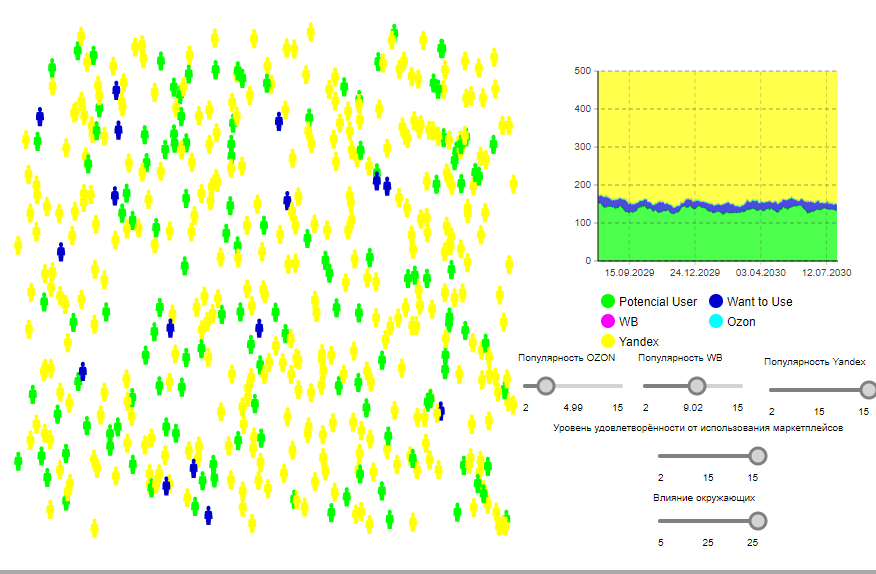 500
400
300
200
100
0
15.09.2029 24.12.2029 03.04.2030 12.07.2030
Potencial User Want to Use
WB Ozon
Yandex
Популярность OZON Популярность WB Популярность Yandex
2 4.99 15 2 9.02 15 2 15 15
Уровень удовлетворённости от использования маркетплейсов
2 15 15
Влияние окружающих
5 25 25